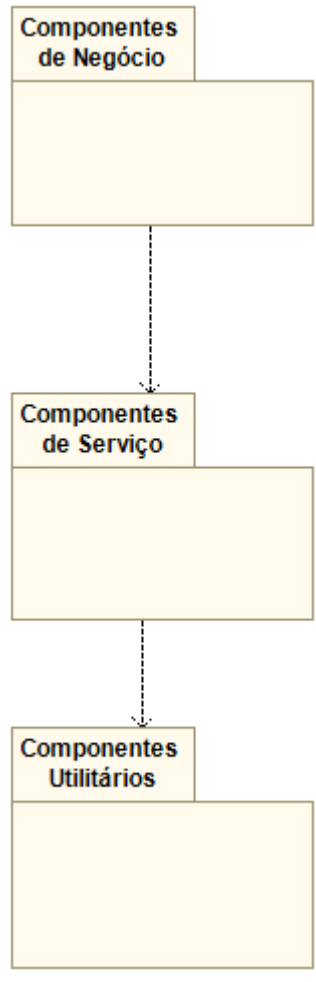 Componentes
de Negócio
Componentes
de Serviço
Componentes
Utilitários